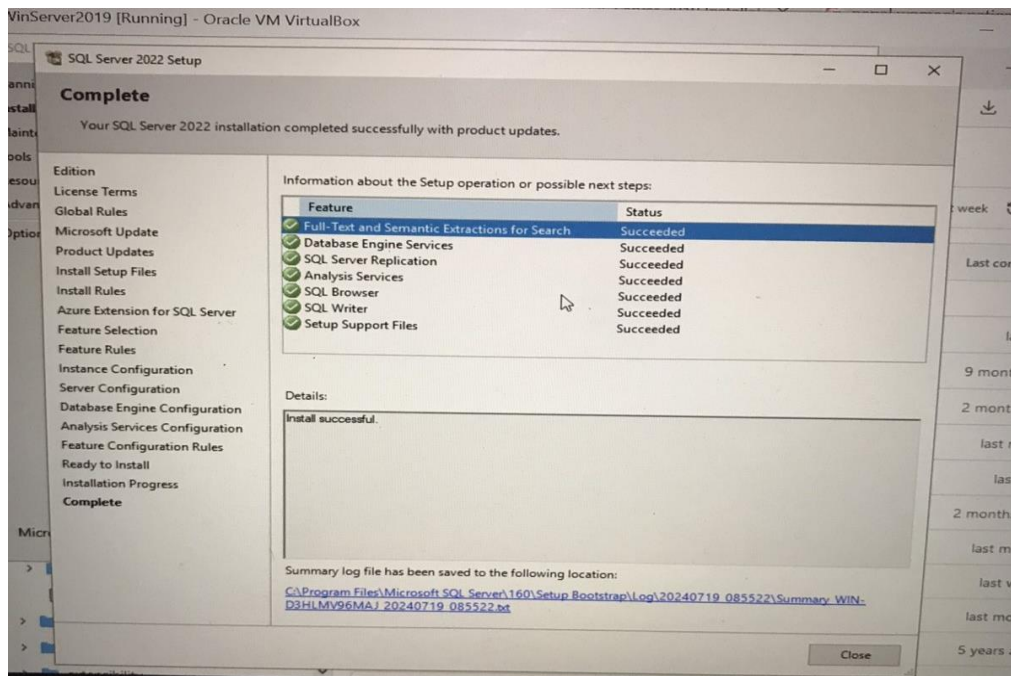 WinServer2019 [Running] - Oracle VM VirtualBox
SQL
SQL Server 2022 Setup
Complete
Your SQL Server 2022 installation completed successfully with product updates.
Edition
License Terms
Global Rules
Microsoft Update
Product Updates
Install Setup Files
Install Rules
Azure Extension for SQL Server
Feature Selection
Feature Rules
Instance Configuration
Server Configuration
Database Engine Configuration
Analysis Services Configuration
Feature Configuration Rules
Ready to Install
Installation Progress
Complete
Information about the Setup operation or possible next steps:
Feature Status
Full-Text and Semantic Extractions for Search Succeeded
Database Engine Services Succeeded
SQL Server Replication Succeeded
Analysis Services Succeeded
SQL Browser Succeeded
SQL Writer Succeeded
Setup Support Files Succeeded
Details:
Install successful.
Summary log file has been saved to the following location:
C:\Program Files\Microsoft SQL Server\160\Setup Bootstrap\Log\20240719_085522\Summary_WIN-
D3HLMV96MAJ_20240719_085522.txt
Close
week
Last con
9 mont
2 mont
last
las
2 month
last m
last
last mo
5 years
Micr